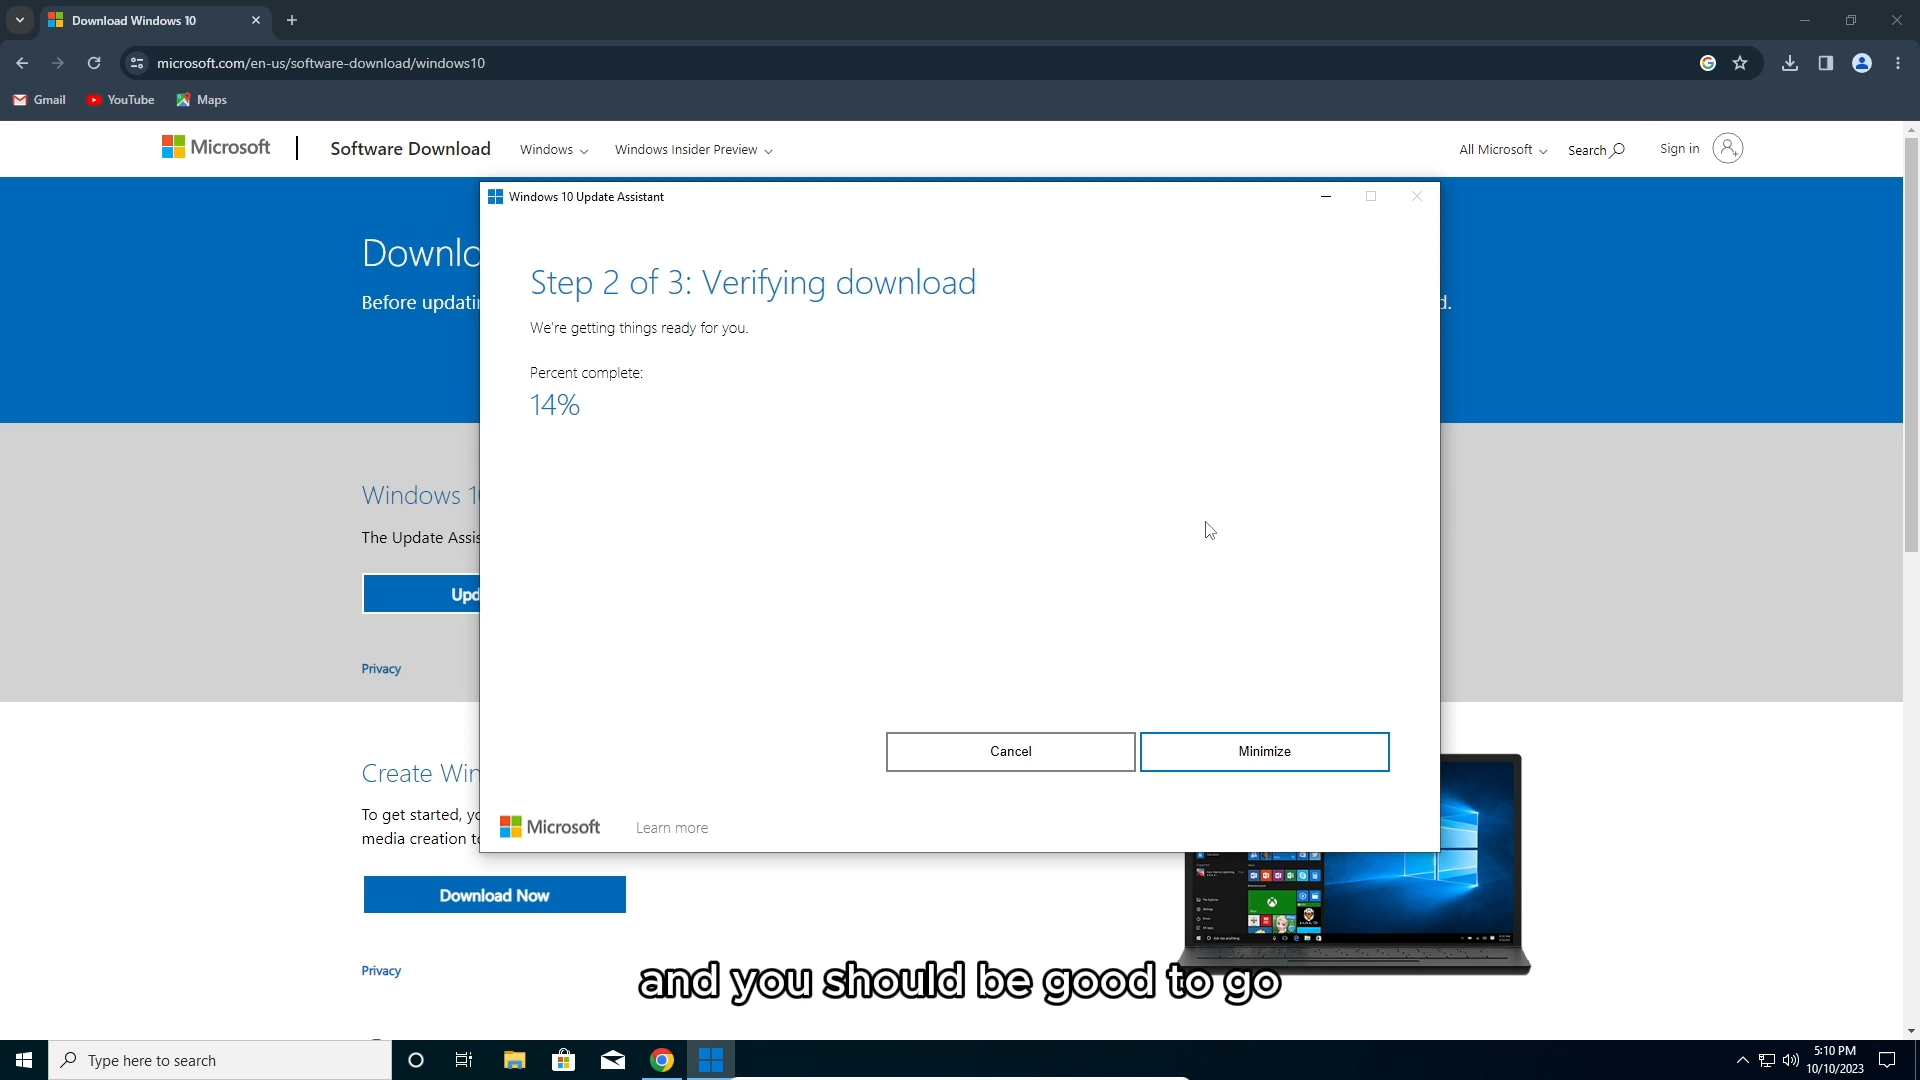 Download Windows 10
microsoft.com/en-us/software-download/windows10
Gmail YouTube Maps
Microsoft Software Download Windows Windows Insider Preview All Microsoft Search Sign in
Windows 10 Update Assistant
Downlo
Before updati
d.
Step 2 of 3: Verifying download
We're getting things ready for you.
Percent complete:
14%
Windows 1
The Update Assis
Upd
Privacy
Cancel Minimize
Create Win
To get started, yo
media creation to
Microsoft Learn more
Download Now
Privacy
and you should be good to go
Type here to search
5:10 PM
10/10/2023